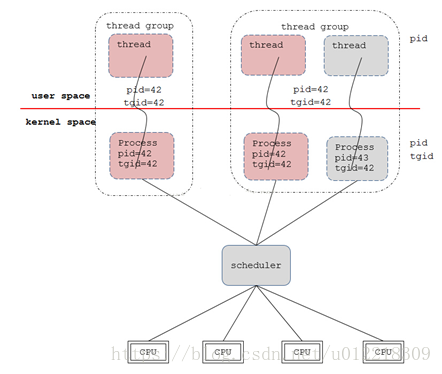 thread group
thread group
thread
thread
thread
pid
pid=42
tgid=42
pid=42
tgid=42
user space
kernel space
Process
pid=42
tgid=42
Process
pid=42
tgid=42
Process
pid=43
tgid=42
pid
tgid
scheduler
CPU
CPU
CPU
CPU